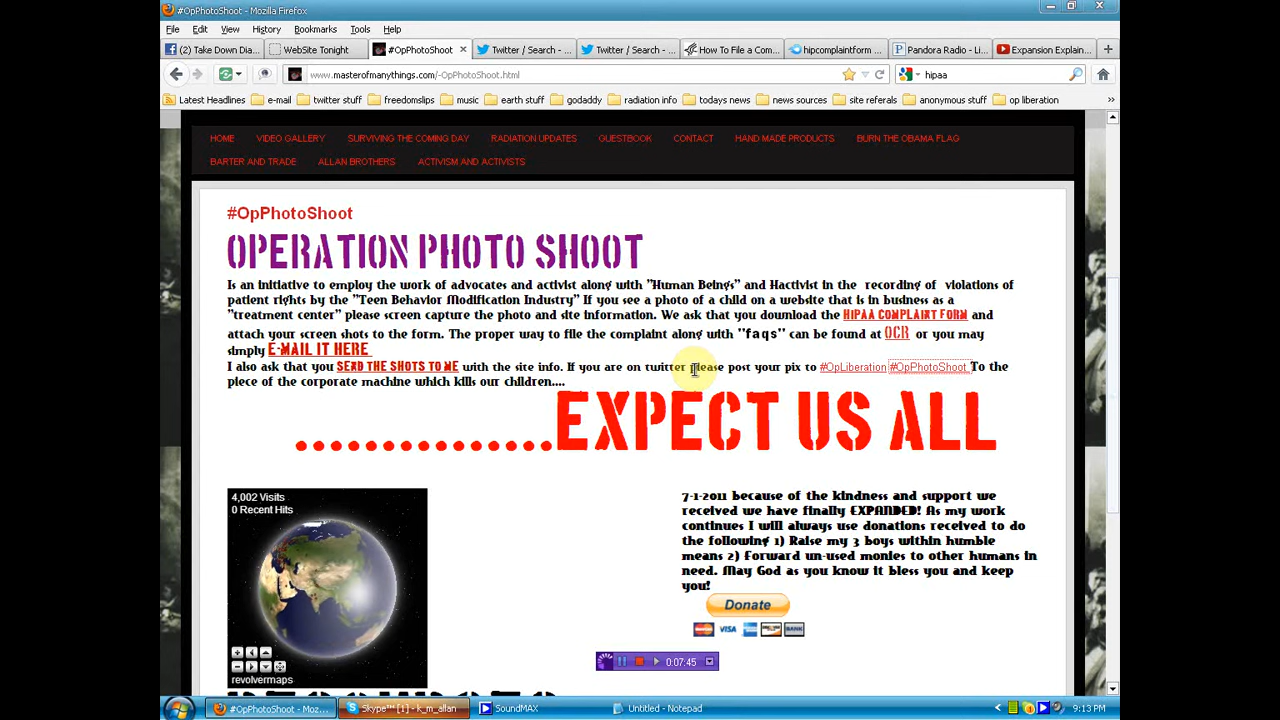 #OpPhotoShoot - Mozilla Firefox
File Edit View History Bookmarks Tools Help
(2) Take Down Dia... WebSite Tonight #OpPhotoShoot Twitter / Search - ... Twitter / Search - ... How To File a Com... hipcomplaintform ... Pandora Radio - Li... Expansion Explain...
www.masterofmanythings.com/-OpPhotoShoot.html hipaa
Latest Headlines e-mail twitter stuff freedomslips music earth stuff godaddy radiation info todays news news sources site referals anonymous stuff op liberation
HOME VIDEO GALLERY SURVIVING THE COMING DAY RADIATION UPDATES GUESTBOOK CONTACT HAND MADE PRODUCTS BURN THE OBAMA FLAG
BARTER AND TRADE ALLAN BROTHERS ACTIVISM AND ACTIVISTS
#OpPhotoShoot
OPERATION PHOTO SHOOT
Is an initiative to employ the work of advocates and activist along with "Human Beings" and Hactivist in the recording of violations of
patient rights by the "Teen Behavior Modification Industry" If you see a photo of a child on a website that is in business as a
"treatment center" please screen capture the photo and site information. We ask that you download the HIPAA COMPLAINT FORM and
attach your screen shots to the form. The proper way to file the complaint along with "faqs" can be found at OCR or you may
simply E-MAIL IT HERE
I also ask that you SEND THE SHOTS TO ME with the site info. If you are on twitter please post your pix to #OpLiberation #OpPhotoShoot To the
piece of the corporate machine which kills our children....
...............EXPECT US ALL
4,002 Visits
0 Recent Hits
revolvermaps
7-1-2011 because of the kindness and support we
received we have finally EXPANDED! As my work
continues I will always use donations received to do
the following 1) Raise my 3 boys within humble
means 2) Forward un-used monies to other humans in
need. May God as you know it bless you and keep
you!
Donate
VISA BANK
0:07:45
#OpPhotoShoot - Moz... Skype™ [1] - k_m_allan SoundMAX Untitled - Notepad 9:13 PM